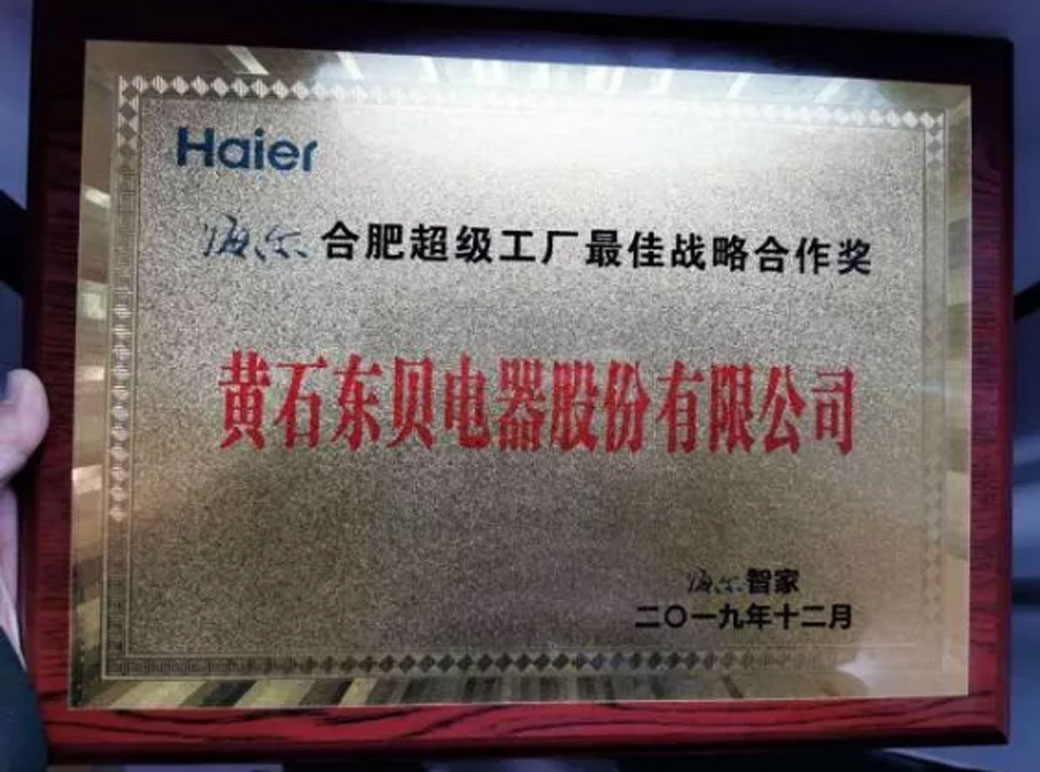 Haier
海尔 合肥超级工厂最佳战略合作奖
黄石东贝电器股份有限公司
海尔智家
二〇一九年十二月